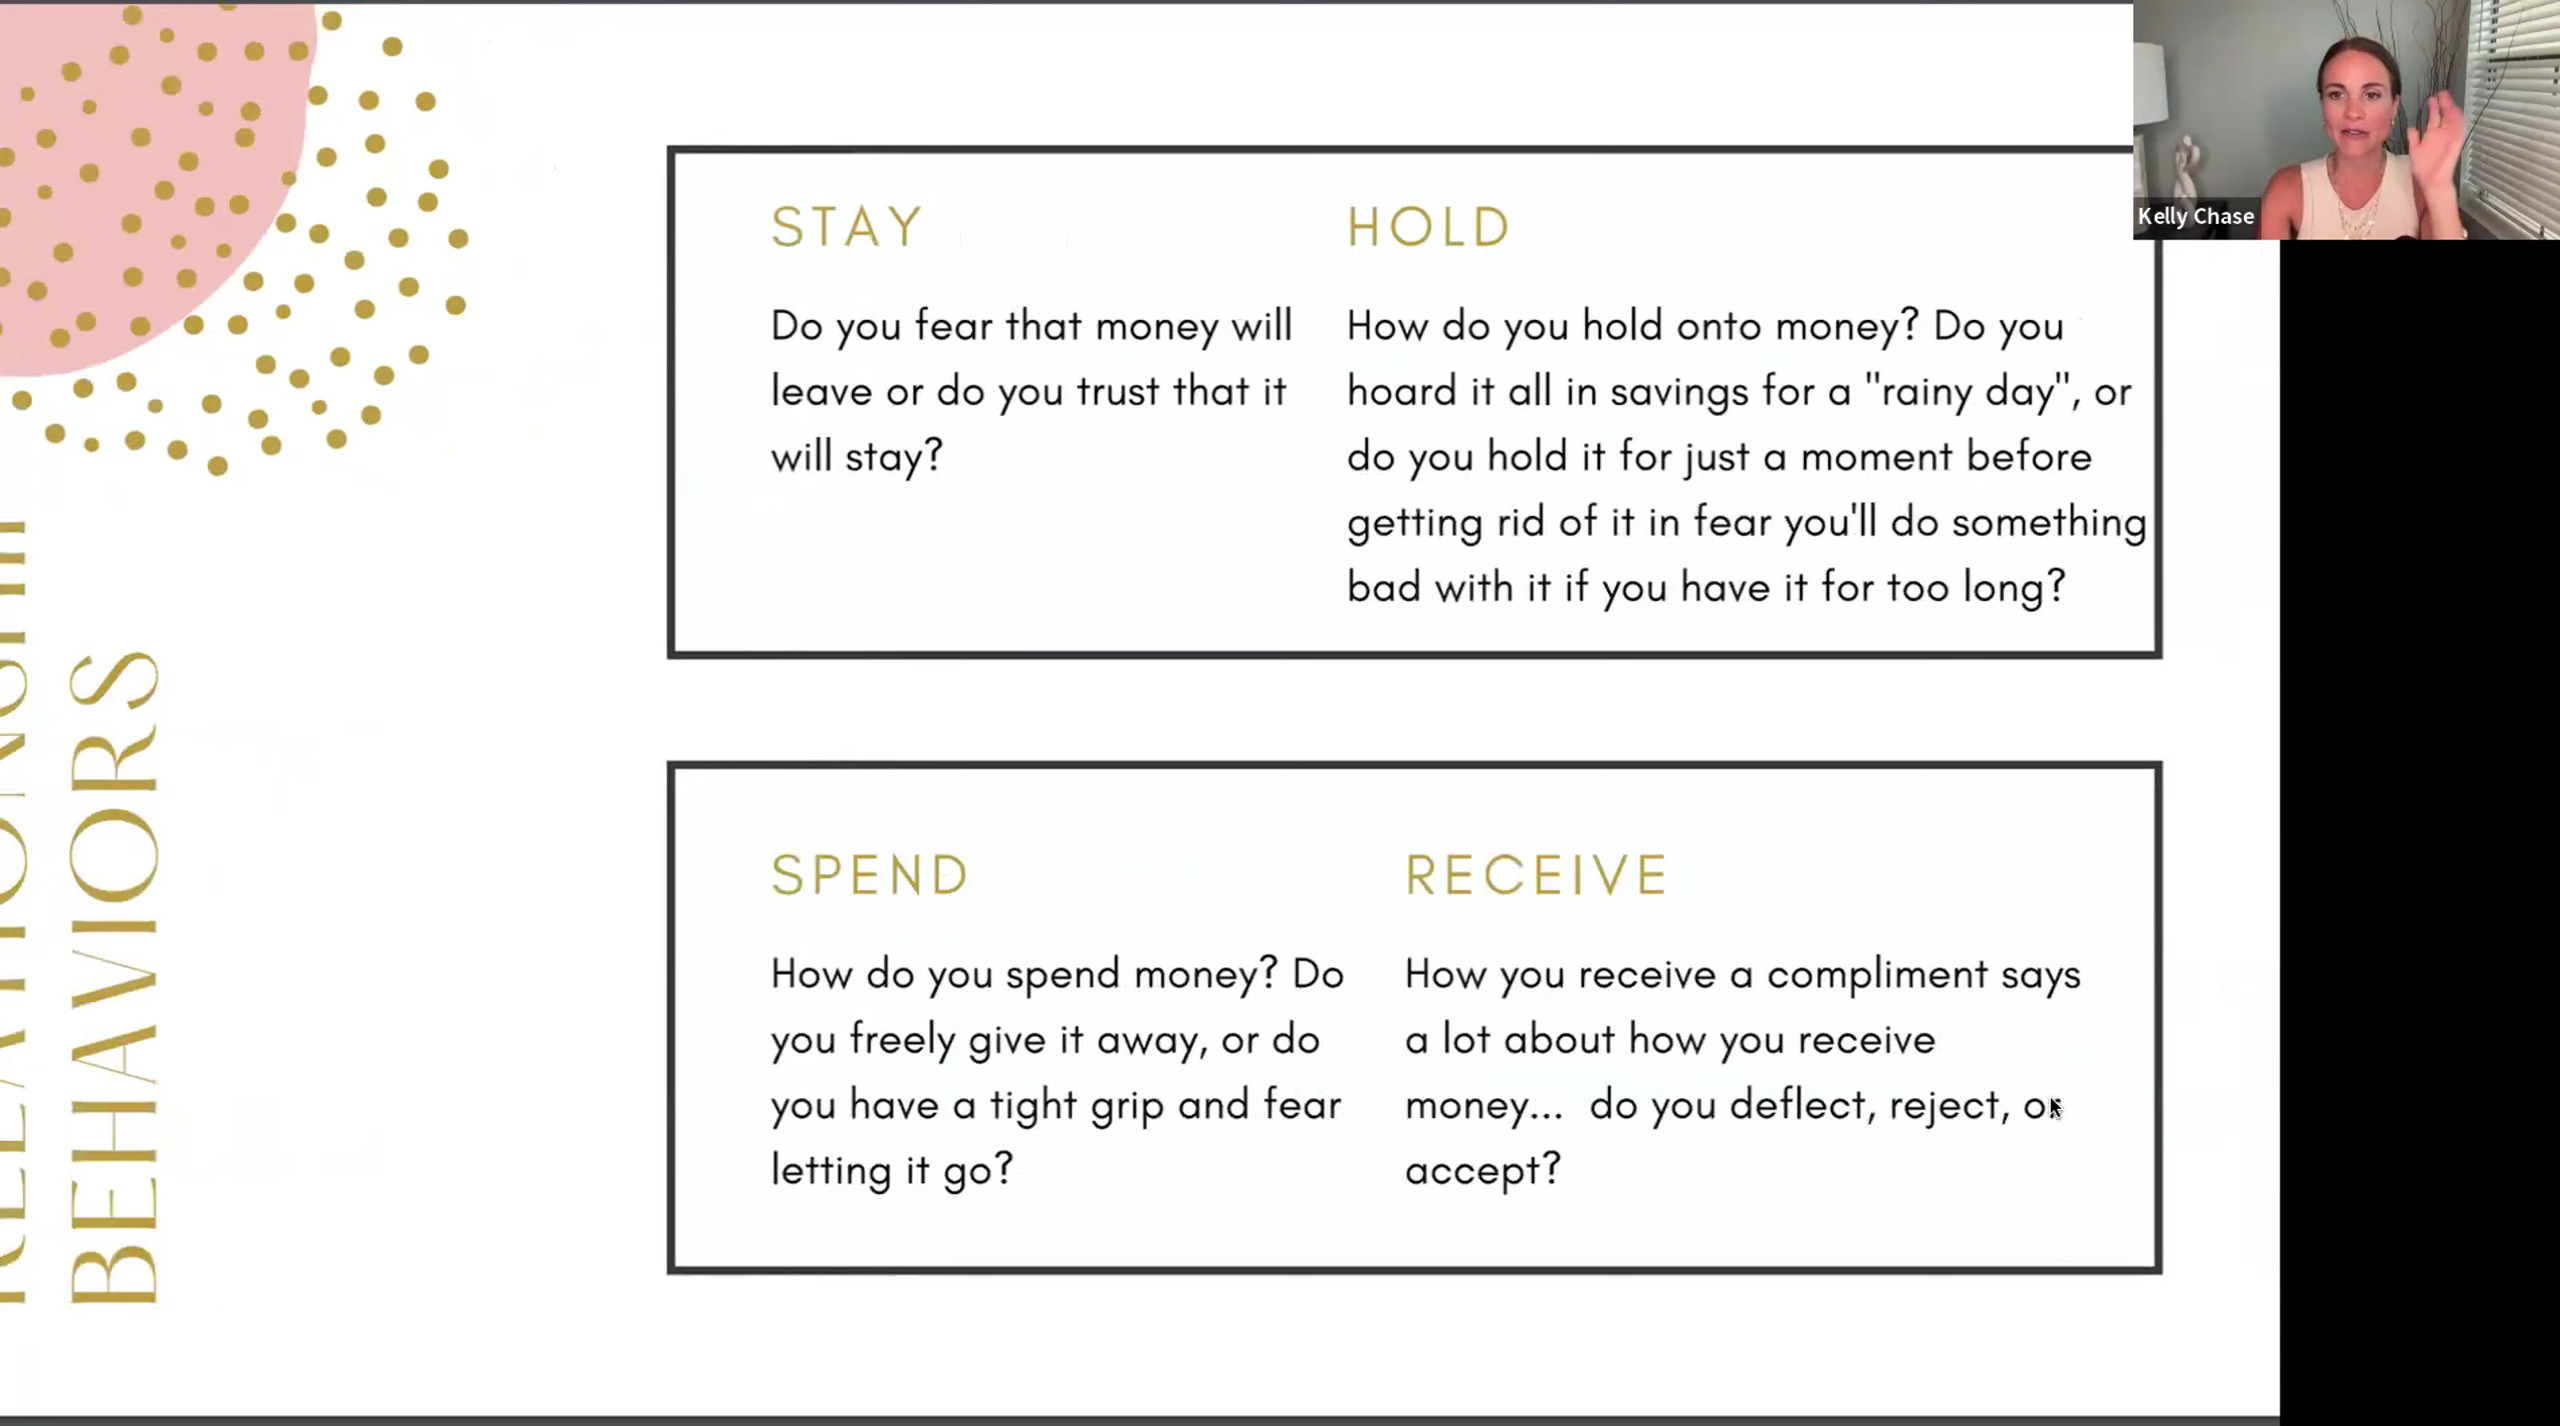 Kelly Chase
STAY
Do you fear that money will
leave or do you trust that it
will stay?
HOLD
How do you hold onto money? Do you
hoard it all in savings for a "rainy day", or
do you hold it for just a moment before
getting rid of it in fear you'll do something
bad with it if you have it for too long?
SPEND
How do you spend money? Do
you freely give it away, or do
you have a tight grip and fear
letting it go?
RECEIVE
How you receive a compliment says
a lot about how you receive
money... do you deflect, reject, or
accept?
BEHAVIORS